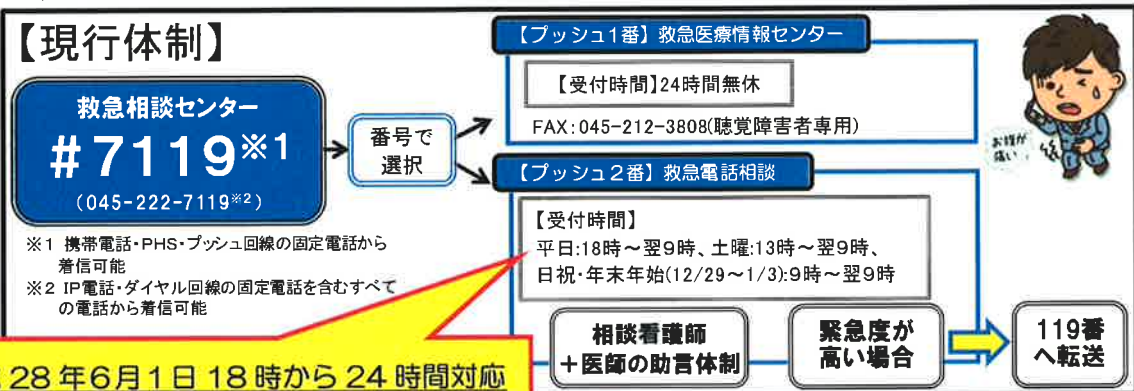 【現行体制】
救急相談センター
#7119※1
(045-222-7119※2)
※1 携帯電話・PHS・プッシュ回線の固定電話から
着信可能
※2 IP電話・ダイヤル回線の固定電話を含むすべて
の電話から着信可能
番号で
選択
【プッシュ1番】救急医療情報センター
【受付時間】24時間無休
FAX:045-212-3808(聴覚障害者専用)
お腹が
痛い
【プッシュ2番】救急電話相談
【受付時間】
平日:18時～翌9時、土曜:13時～翌9時、
日祝・年末年始(12/29～1/3):9時～翌9時
相談看護師
+医師の助言体制
緊急度が
高い場合
119番
へ転送
28年6月1日18時から24時間対応